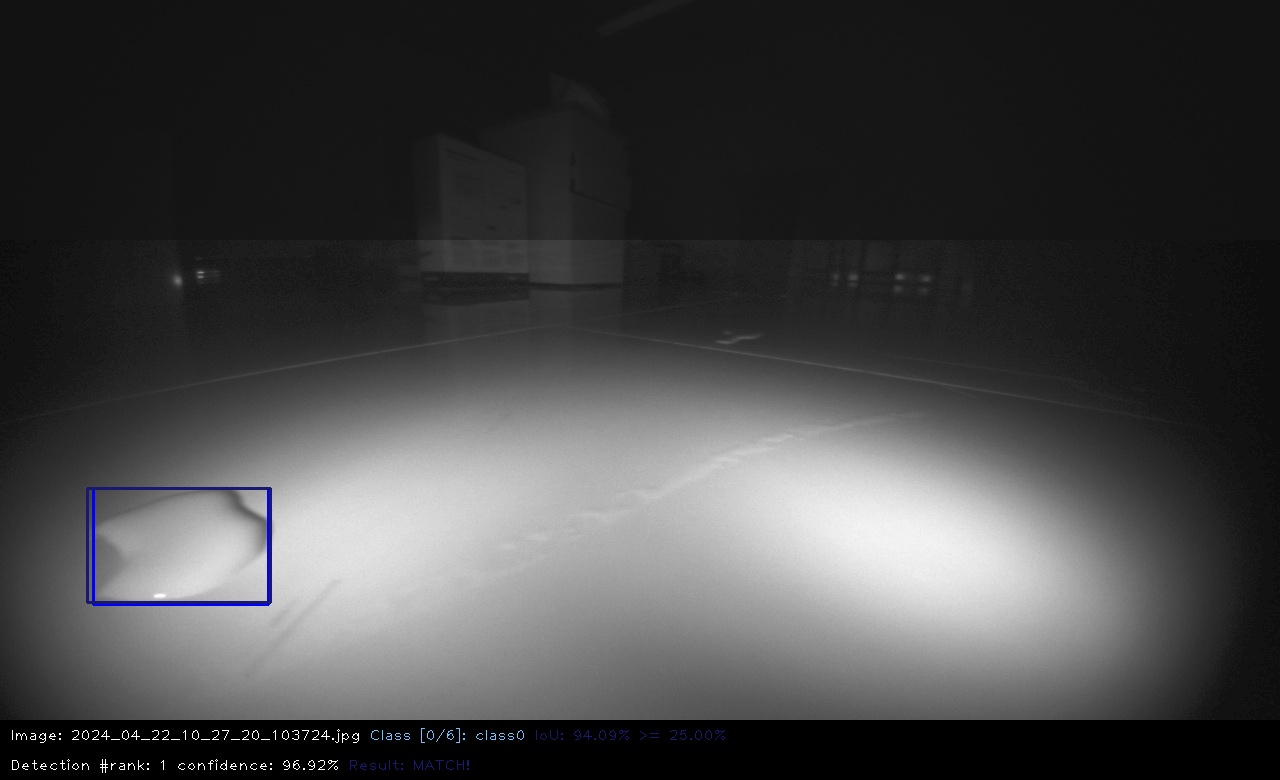 Image: 2024_04_22_10_27_20_103724.jpg Class [0/6]: class0 IoU: 94.09% >= 25.00%
Detection #rank: 1 confidence: 96.92% Result: MATCH!